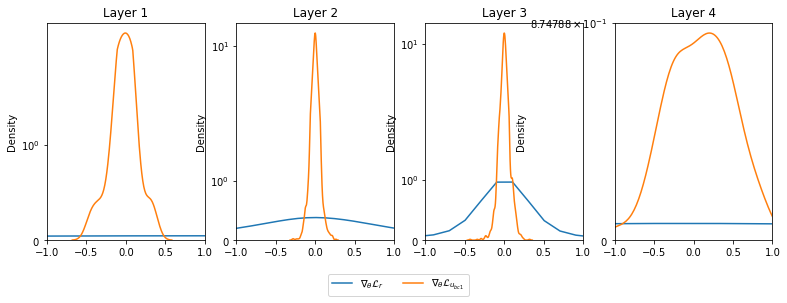 Layer 1 Layer 2 Layer 3 Layer 4
8.74788 × 10⁻¹
10¹ 10¹
10⁰ 10⁰ 10⁰
Density Density Density Density
0 0 0 0
−1.0 −0.5 0.0 0.5 1.0 −1.0 −0.5 0.0 0.5 1.0 −1.0 −0.5 0.0 0.5 1.0 −1.0 −0.5 0.0 0.5 1.0
∇θℒr ∇θℒu_bc1